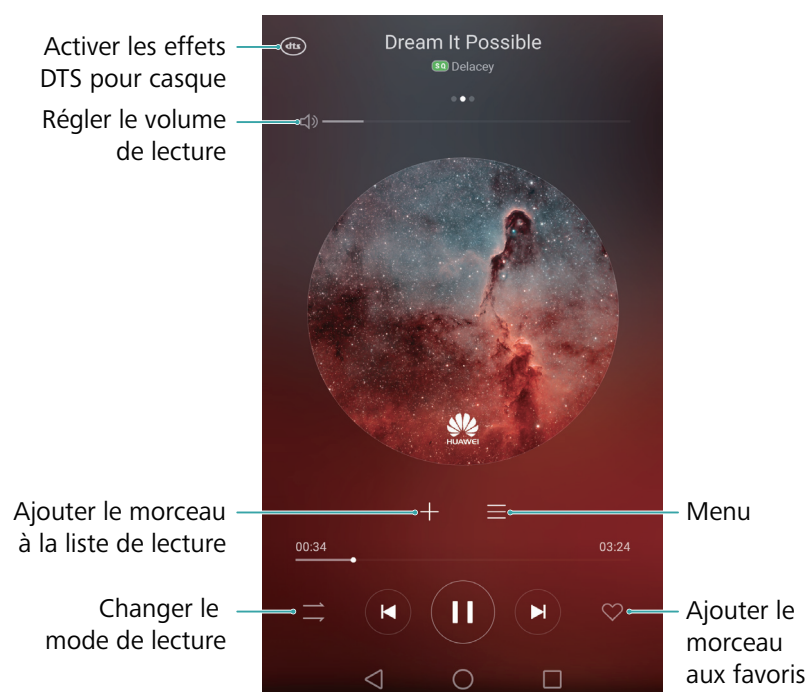 Activer les effets
DTS pour casque
dts
Dream It Possible
SQ Delacey
Régler le volume
de lecture
HUAWEI
Ajouter le morceau
à la liste de lecture
Menu
00:34
03:24
Changer le
mode de lecture
Ajouter le
morceau
aux favoris